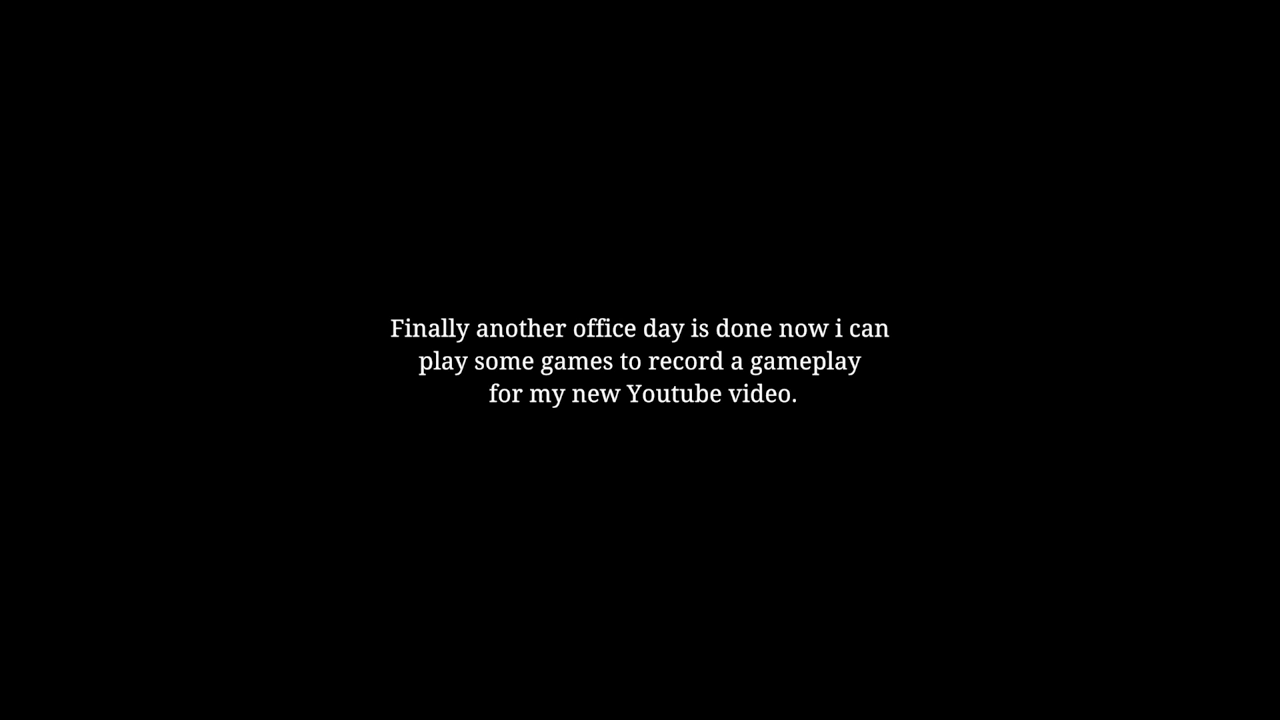 Finally another office day is done now i can
play some games to record a gameplay
for my new Youtube video.